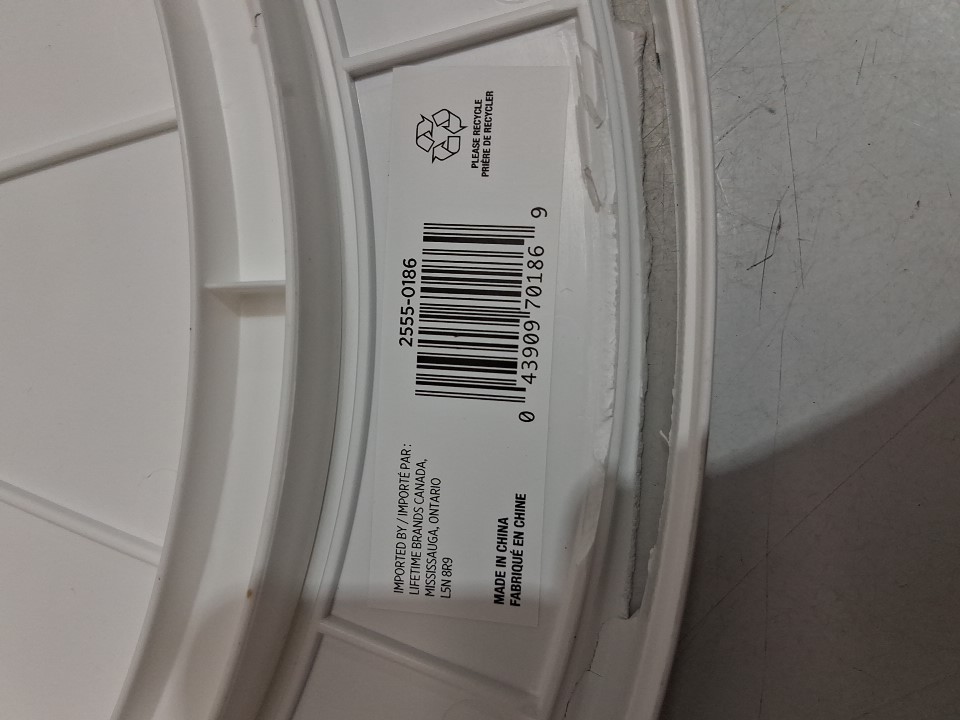 IMPORTED BY / IMPORTÉ PAR :
LIFETIME BRANDS CANADA,
MISSISSAUGA, ONTARIO
L5N 8R9
MADE IN CHINA
FABRIQUÉ EN CHINE
2555-0186
0 43909 70186 9
PLEASE RECYCLE
PRIÈRE DE RECYCLER